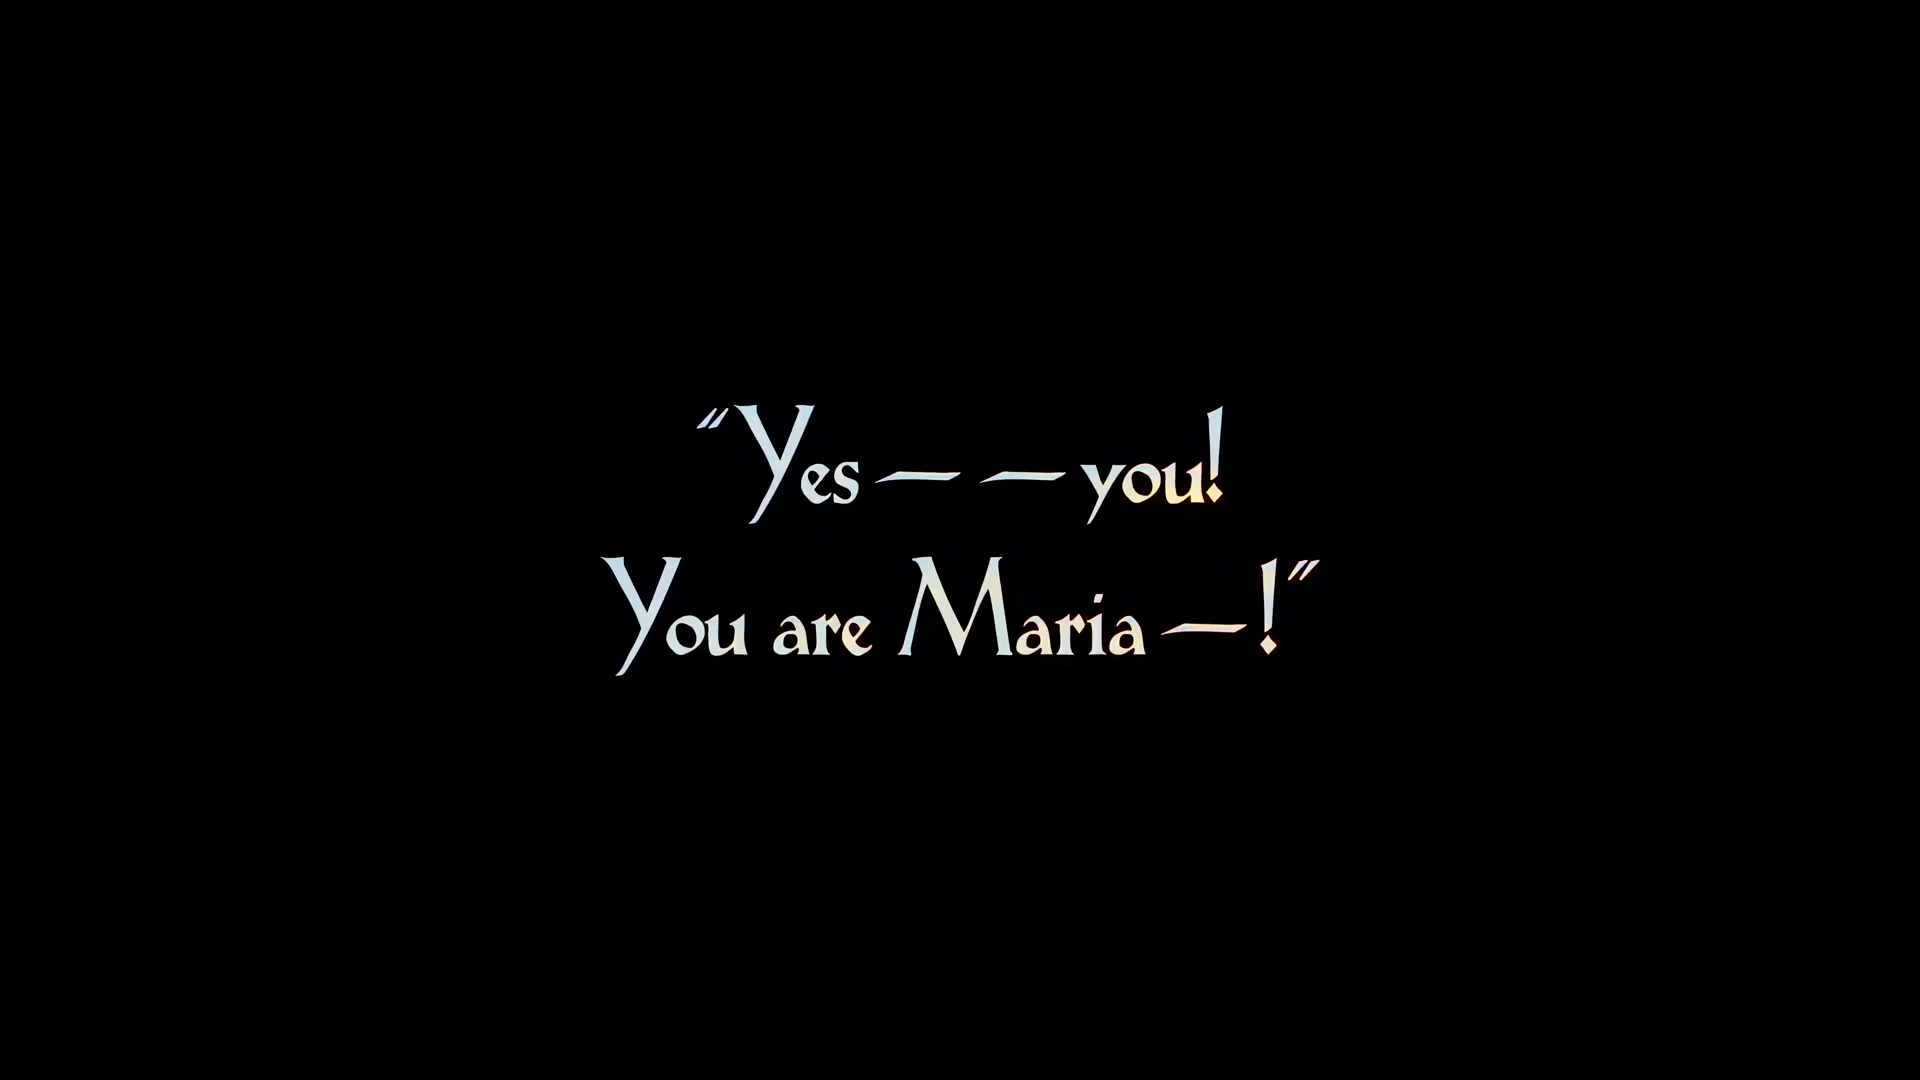 “Yes — — you!
You are Maria —!”